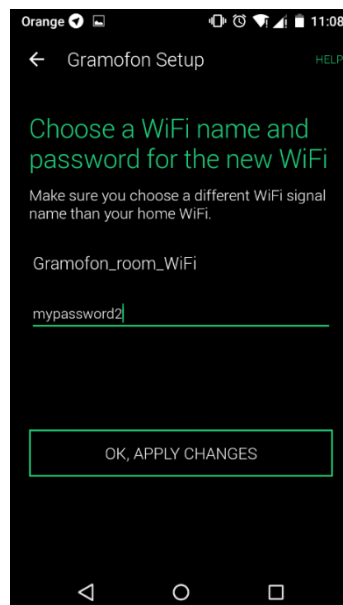 Orange 11:08
Gramofon Setup HELP
Choose a WiFi name and
password for the new WiFi
Make sure you choose a different WiFi signal
name than your home WiFi.
Gramofon_room_WiFi
mypassword2
OK, APPLY CHANGES